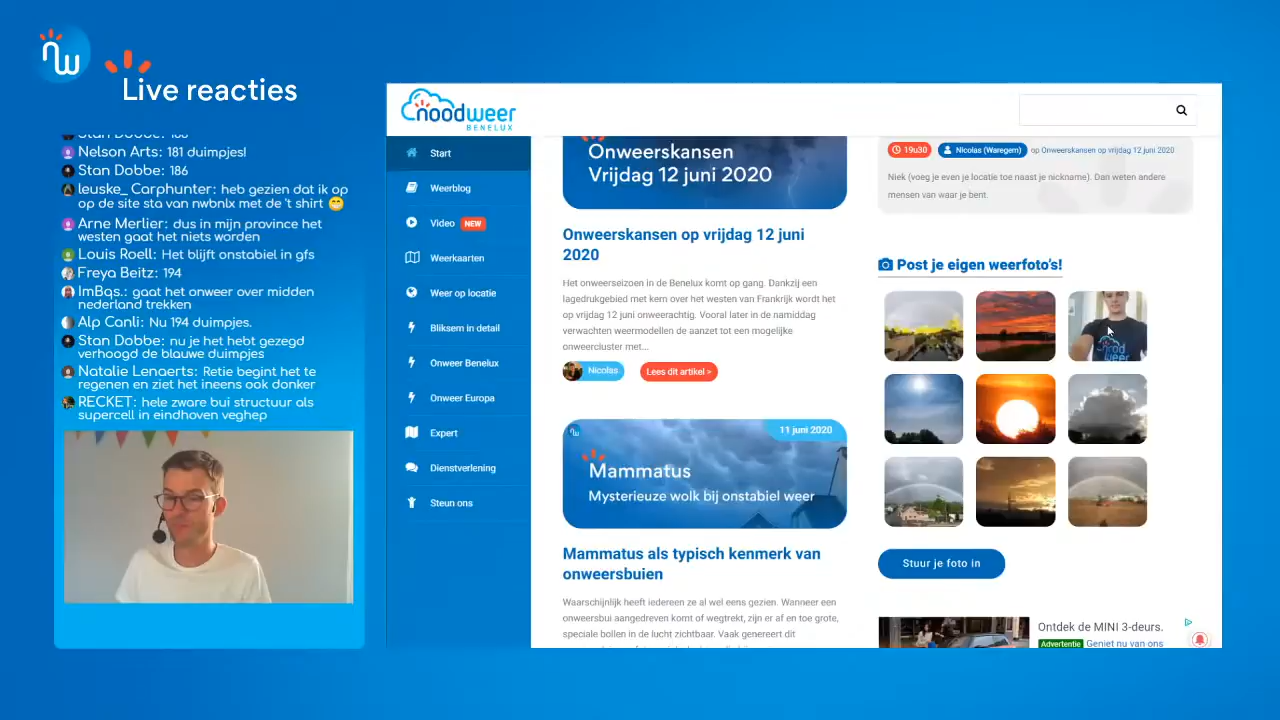 nw
Live reacties
Stan Dobbe: 188
Nelson Arts: 181 duimpjes!
Stan Dobbe: 186
leuske_ Carphunter: heb gezien dat ik op
op de site sta van nwbnlx met de 't shirt 😁
Arne Merlier: dus in mijn province het
westen gaat het niets worden
Louis Roell: Het blijft onstabiel in gfs
Freya Beitz: 194
ImBqs.: gaat het onweer over midden
nederland trekken
Alp Canli: Nu 194 duimpjes.
Stan Dobbe: nu je het hebt gezegd
verhoogd de blauwe duimpjes
Natalie Lenaerts: Retie begint het te
regenen en ziet het ineens ook donker
RECKET: hele zware bui structuur als
supercell in eindhoven veghep
noodweer
BENELUX
Start
Weerblog
Video NEW
Weerkaarten
Weer op locatie
Bliksem in detail
Onweer Benelux
Onweer Europa
Expert
Dienstverlening
Steun ons
Onweerskansen
Vrijdag 12 juni 2020
Onweerskansen op vrijdag 12 juni
2020
Het onweerseizoen in de Benelux komt op gang. Dankzij een
lagedrukgebied met kern over het westen van Frankrijk wordt het
op vrijdag 12 juni onweerachtig. Vooral later in de namiddag
verwachten weermodellen de aanzet tot een mogelijke
onweercluster met...
Nicolas
Lees dit artikel >
11 juni 2020
Mammatus
Mysterieuze wolk bij onstabiel weer
Mammatus als typisch kenmerk van
onweersbuien
Waarschijnlijk heeft iedereen ze al wel eens gezien. Wanneer een
onweersbui aangedreven komt of wegtrekt, zijn er af en toe grote,
speciale bollen in de lucht zichtbaar. Vaak genereert dit
19u30 Nicolas (Waregem) op Onweerskansen op vrijdag 12 juni 2020
Niek (voeg je even je locatie toe naast je nickname). Dan weten andere
mensen van waar je bent.
Post je eigen weerfoto's!
noodweer
Stuur je foto in
Ontdek de MINI 3-deurs.
Advertentie Geniet nu van ons